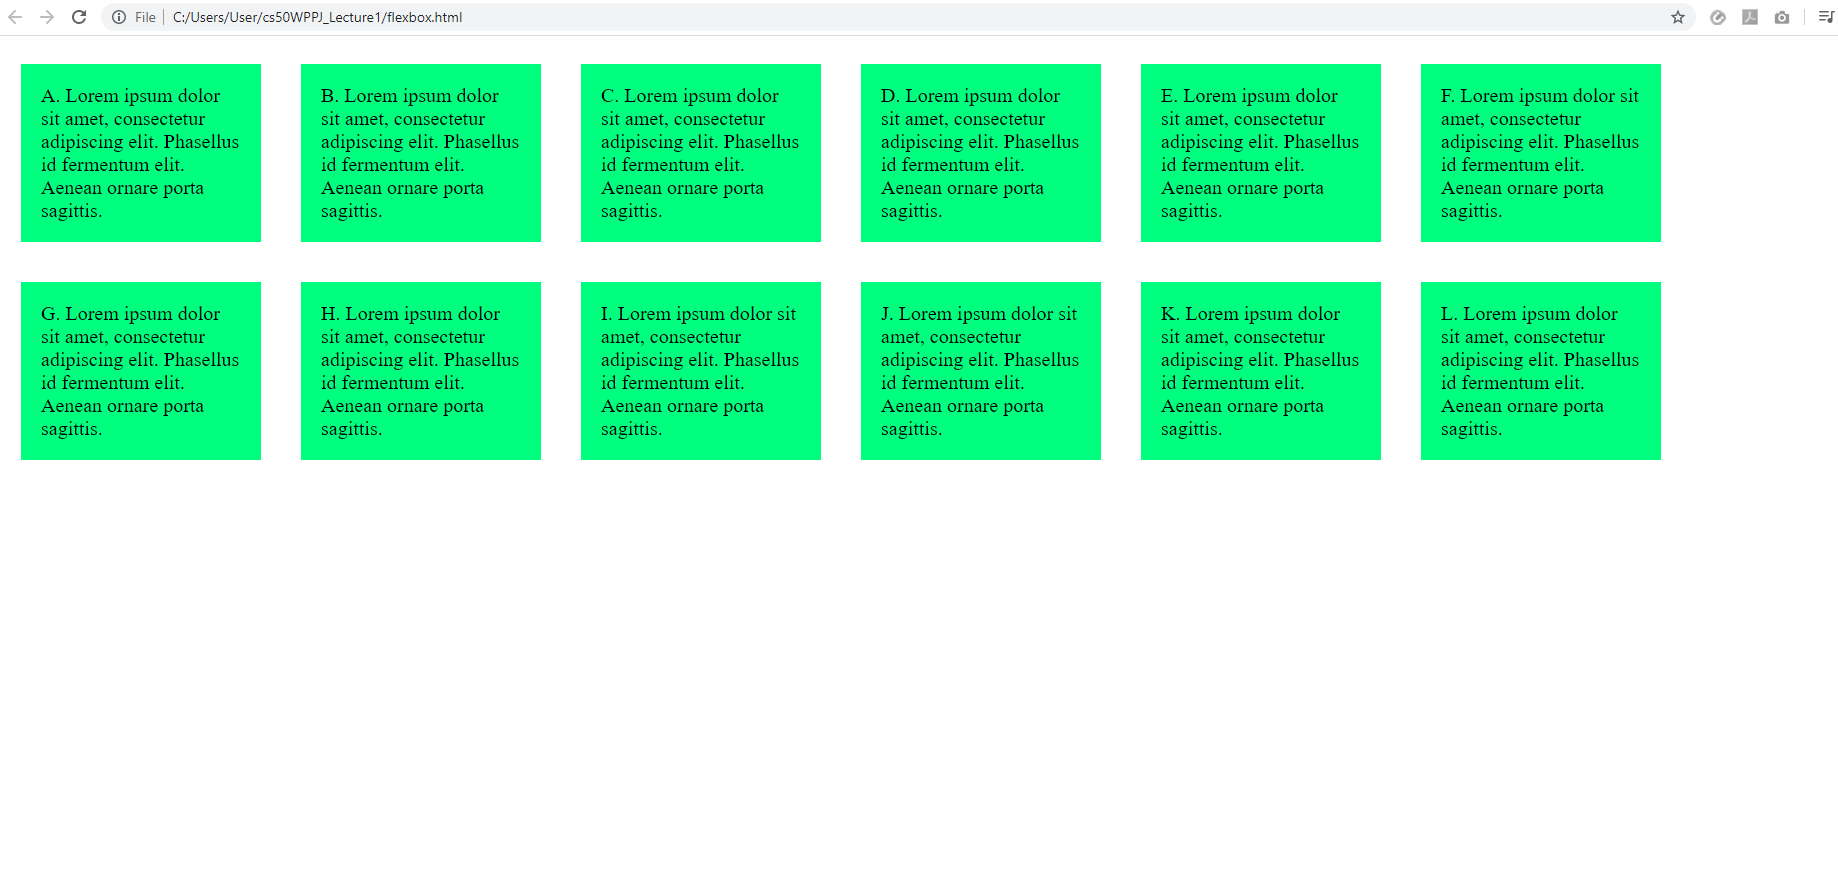 File C:/Users/User/cs50WPPJ_Lecture1/flexbox.html
A. Lorem ipsum dolor
sit amet, consectetur
adipiscing elit. Phasellus
id fermentum elit.
Aenean ornare porta
sagittis.
B. Lorem ipsum dolor
sit amet, consectetur
adipiscing elit. Phasellus
id fermentum elit.
Aenean ornare porta
sagittis.
C. Lorem ipsum dolor
sit amet, consectetur
adipiscing elit. Phasellus
id fermentum elit.
Aenean ornare porta
sagittis.
D. Lorem ipsum dolor
sit amet, consectetur
adipiscing elit. Phasellus
id fermentum elit.
Aenean ornare porta
sagittis.
E. Lorem ipsum dolor
sit amet, consectetur
adipiscing elit. Phasellus
id fermentum elit.
Aenean ornare porta
sagittis.
F. Lorem ipsum dolor sit
amet, consectetur
adipiscing elit. Phasellus
id fermentum elit.
Aenean ornare porta
sagittis.
G. Lorem ipsum dolor
sit amet, consectetur
adipiscing elit. Phasellus
id fermentum elit.
Aenean ornare porta
sagittis.
H. Lorem ipsum dolor
sit amet, consectetur
adipiscing elit. Phasellus
id fermentum elit.
Aenean ornare porta
sagittis.
I. Lorem ipsum dolor sit
amet, consectetur
adipiscing elit. Phasellus
id fermentum elit.
Aenean ornare porta
sagittis.
J. Lorem ipsum dolor sit
amet, consectetur
adipiscing elit. Phasellus
id fermentum elit.
Aenean ornare porta
sagittis.
K. Lorem ipsum dolor
sit amet, consectetur
adipiscing elit. Phasellus
id fermentum elit.
Aenean ornare porta
sagittis.
L. Lorem ipsum dolor
sit amet, consectetur
adipiscing elit. Phasellus
id fermentum elit.
Aenean ornare porta
sagittis.